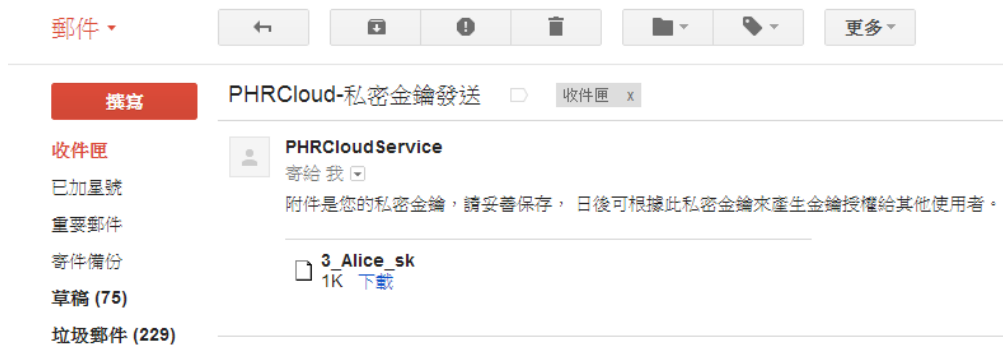 郵件
更多
撰寫
PHRCloud-私密金鑰發送
收件匣 x
收件匣
PHRCloudService
寄給 我
已加星號
附件是您的私密金鑰，請妥善保存， 日後可根據此私密金鑰來產生金鑰授權給其他使用者。
重要郵件
寄件備份
3_Alice_sk
1K 下載
草稿 (75)
垃圾郵件 (229)